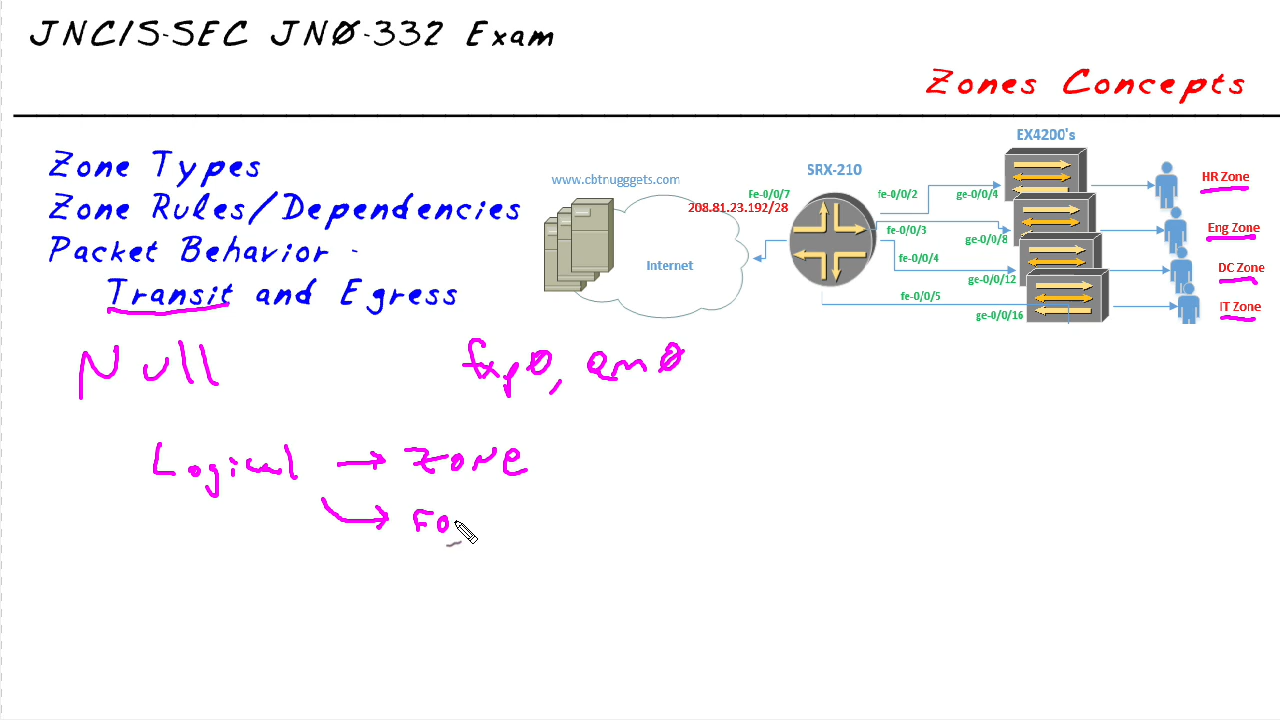 JNCIS-SEC JN0-332 Exam
Zones Concepts
Zone Types
Zone Rules/Dependencies
Packet Behavior -
Transit and Egress
EX4200's
SRX-210
www.cbtrugggets.com
Fe-0/0/7
208.81.23.192/28
Internet
fe-0/0/2
fe-0/0/3
fe-0/0/4
fe-0/0/5
ge-0/0/4
ge-0/0/8
ge-0/0/12
ge-0/0/16
HR Zone
Eng Zone
DC Zone
IT Zone
Null
fxp0, em0
Logical → Zone
→ Fo